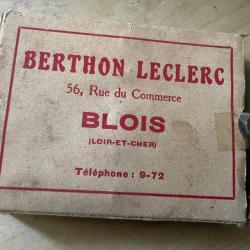 BERTHON LECLERC
56, Rue du Commerce
BLOIS
(LOIR-ET-CHER)
Téléphone : 9-72